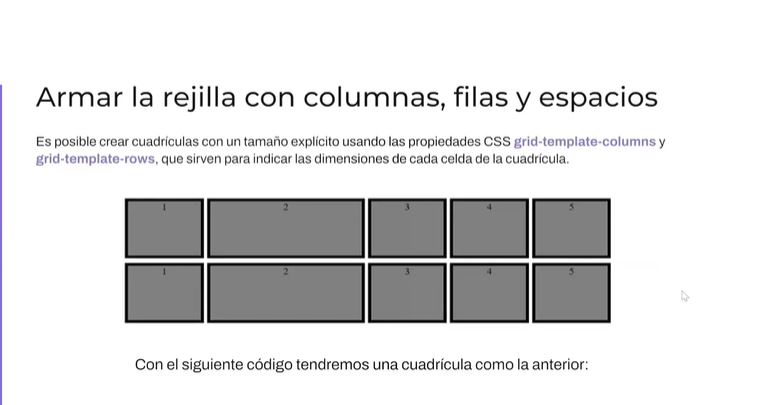 Armar la rejilla con columnas, filas y espacios
Es posible crear cuadrículas con un tamaño explícito usando las propiedades CSS grid-template-columns y
grid-template-rows, que sirven para indicar las dimensiones de cada celda de la cuadrícula.
1 2 3 4 5
1 2 3 4 5
Con el siguiente código tendremos una cuadrícula como la anterior: